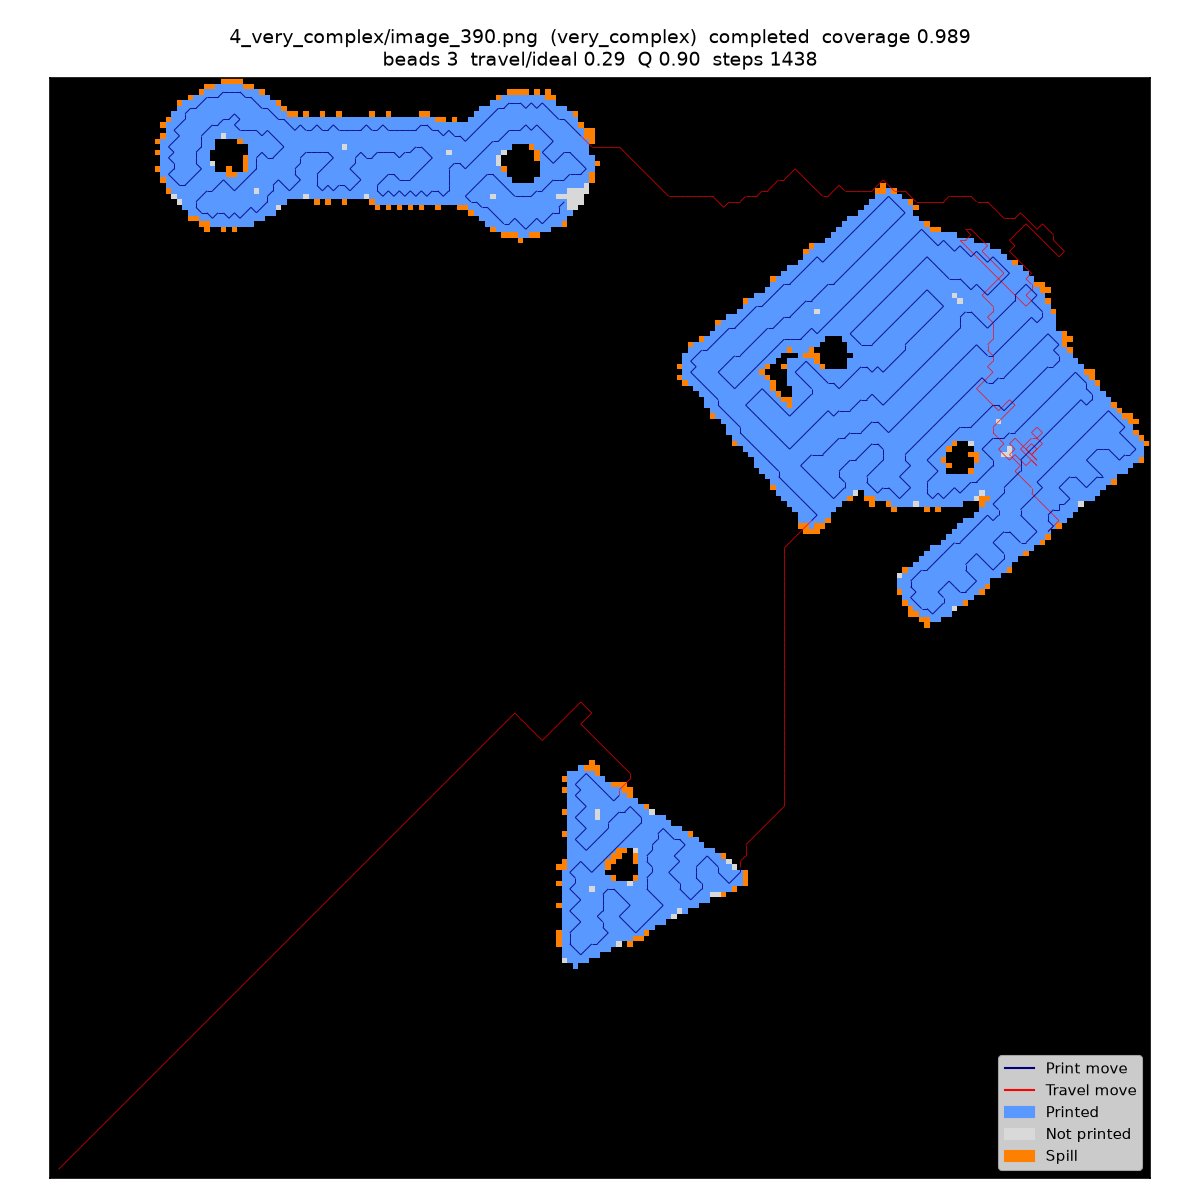 4_very_complex/image_390.png  (very_complex)  completed  coverage 0.989
beads 3  travel/ideal 0.29  Q 0.90  steps 1438
Print move
Travel move
Printed
Not printed
Spill